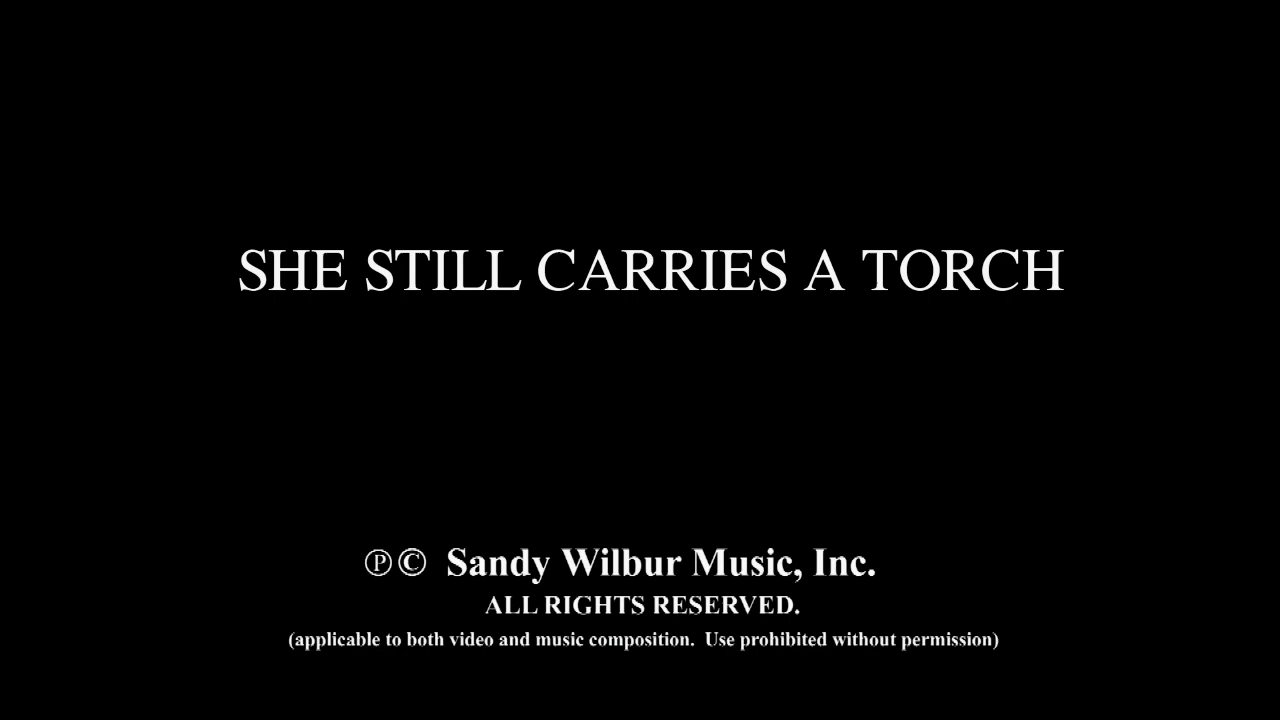 SHE STILL CARRIES A TORCH
℗© Sandy Wilbur Music, Inc.
ALL RIGHTS RESERVED.
(applicable to both video and music composition. Use prohibited without permission)